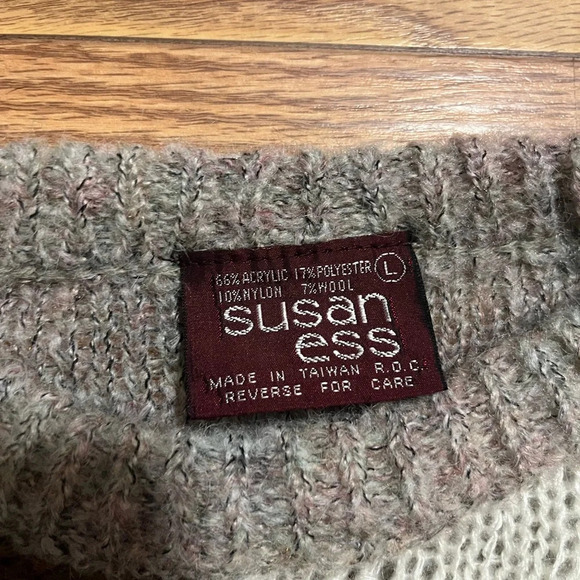 66% ACRYLIC 17% POLYESTER L
10% NYLON 7% WOOL
susan
ess
MADE IN TAIWAN R.O.C.
REVERSE FOR CARE